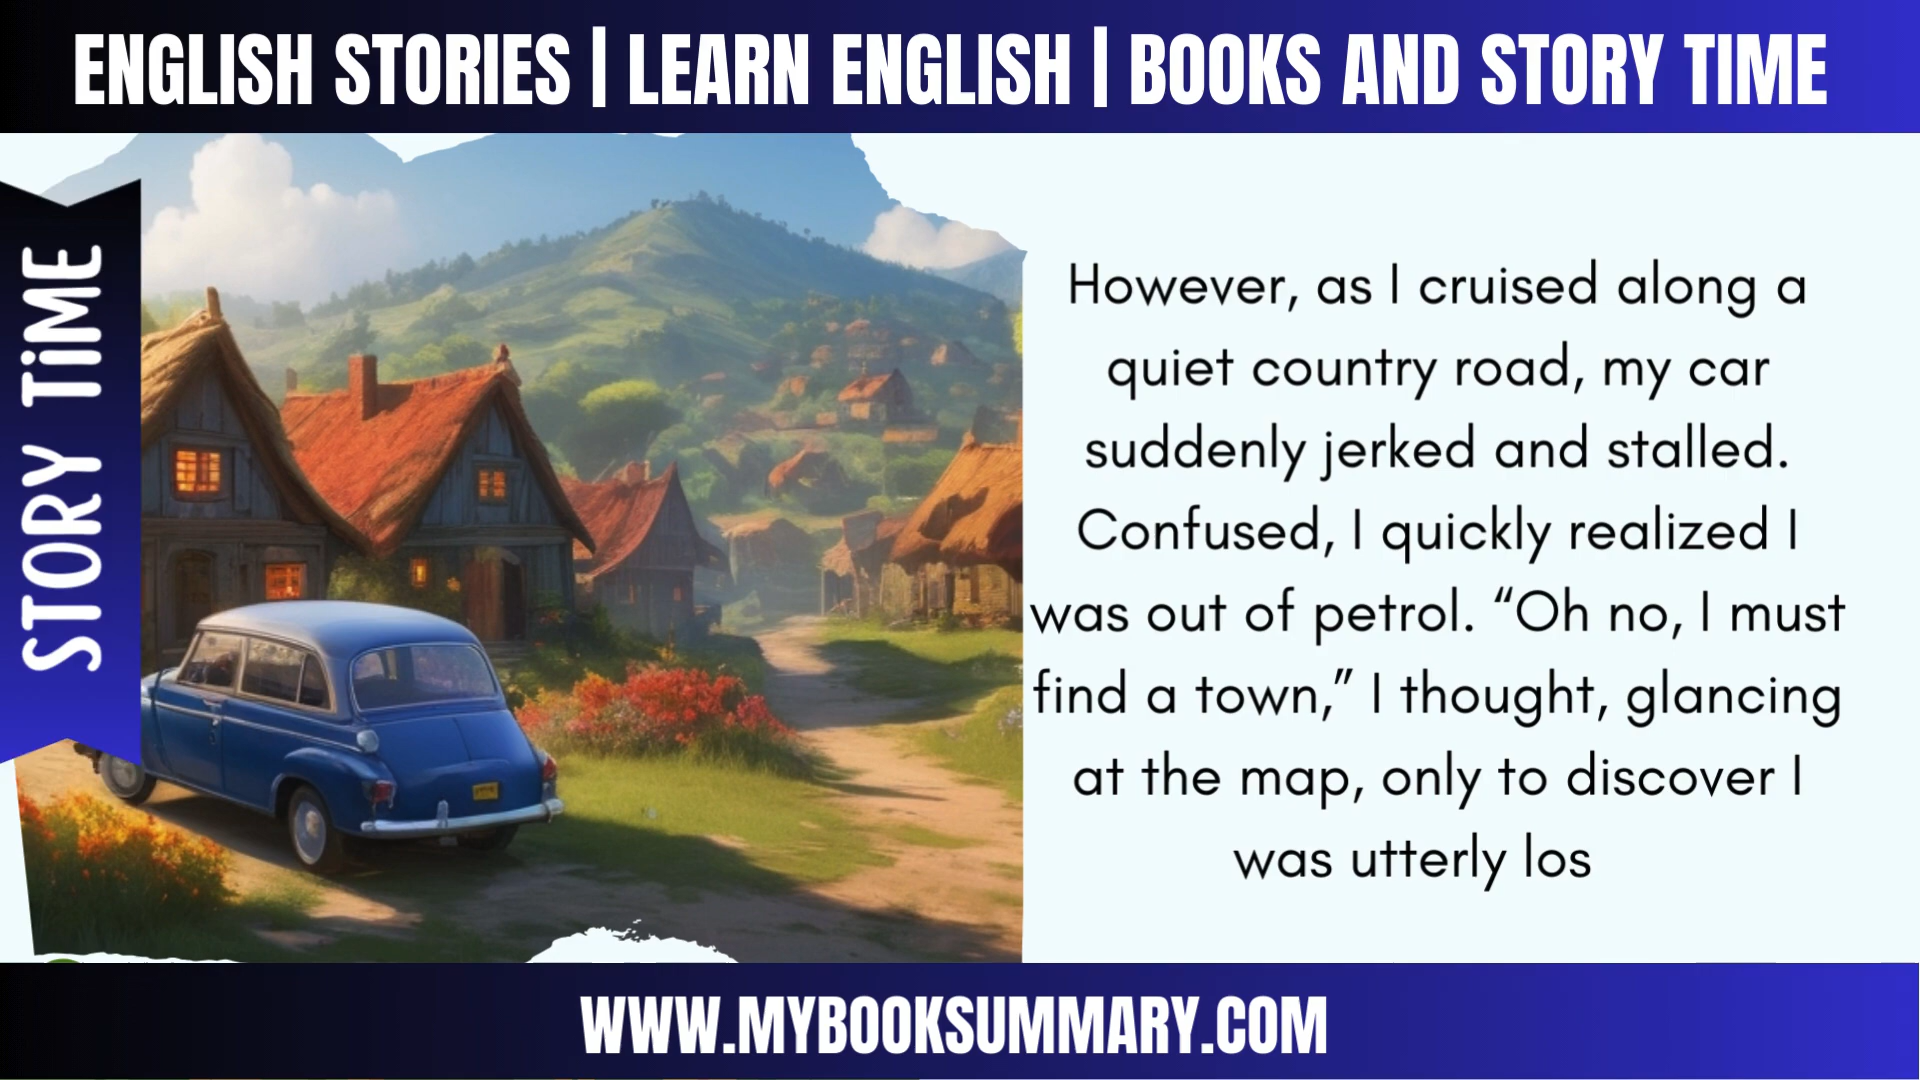 ENGLISH STORIES | LEARN ENGLISH | BOOKS AND STORY TIME
STORY TiME
However, as I cruised along a
quiet country road, my car
suddenly jerked and stalled.
Confused, I quickly realized I
was out of petrol. “Oh no, I must
find a town,” I thought, glancing
at the map, only to discover I
was utterly los
WWW.MYBOOKSUMMARY.COM